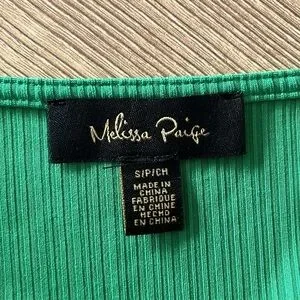 Melissa Paige
S/P/CH
MADE IN
CHINA
FABRIQUE
EN CHINE
HECHO
EN CHINA